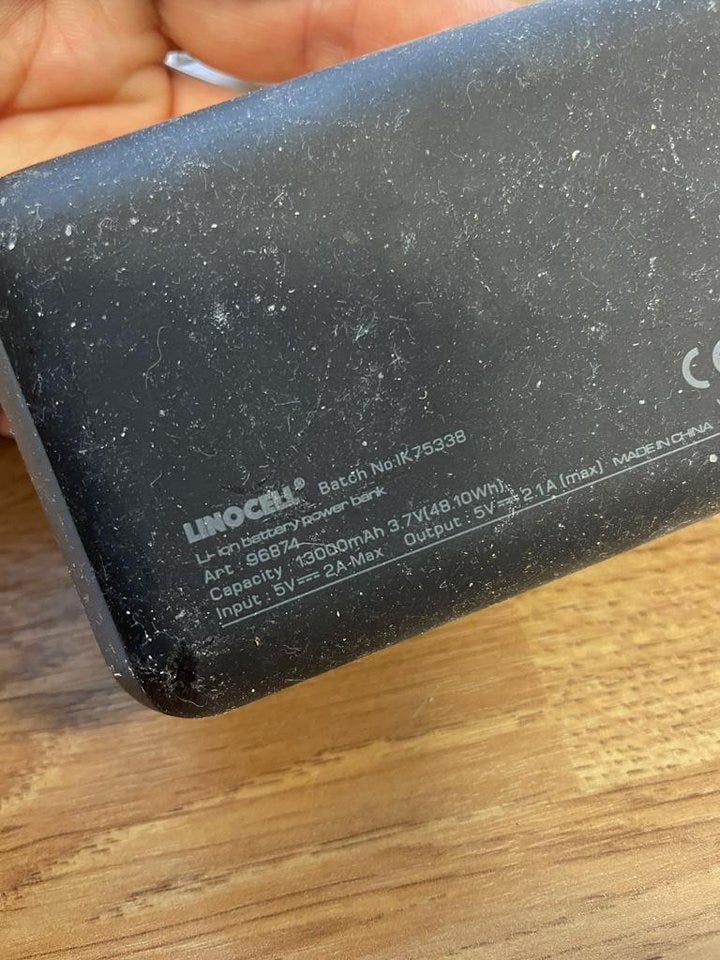 LINOCELL® Batch No:IK75338
Li-ion battery power bank
Art : 96874
Capacity : 13000mAh 3.7V(48.10Wh)
Input : 5V⎓2A Max Output : 5V⎓2.1A (max) MADE IN CHINA
CE